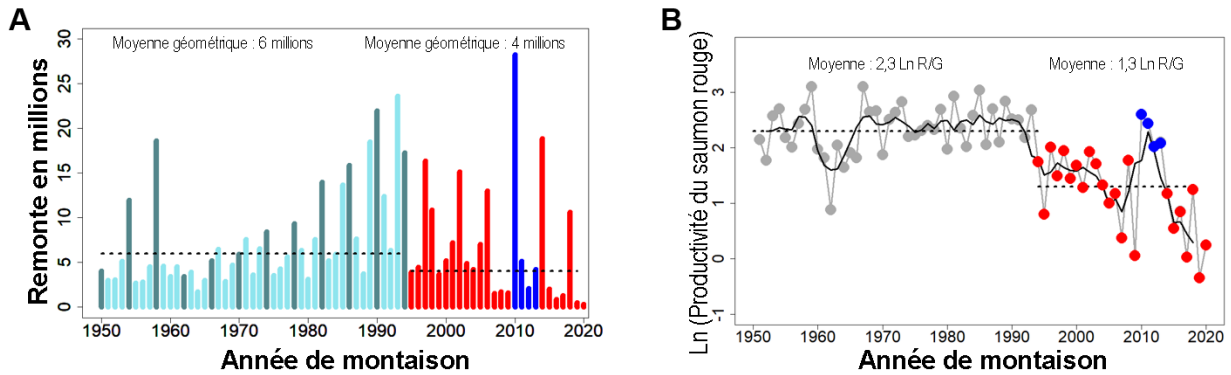 A
Moyenne géométrique : 6 millions
Moyenne géométrique : 4 millions
Remonte en millions
30
25
20
15
10
5
0
1950 1960 1970 1980 1990 2000 2010 2020
Année de montaison
B
Moyenne : 2,3 Ln R/G
Moyenne : 1,3 Ln R/G
Ln (Productivité du saumon rouge)
3
2
1
0
-1
1950 1960 1970 1980 1990 2000 2010 2020
Année de montaison